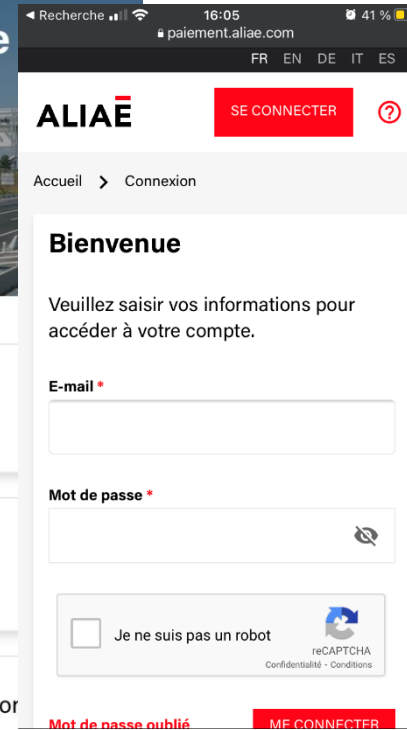 ◀ Recherche 16:05 41 %
paiement.aliae.com
FR EN DE IT ES
ALIAĒ
SE CONNECTER
?
Accueil > Connexion
Bienvenue
Veuillez saisir vos informations pour
accéder à votre compte.
E-mail *
Mot de passe *
Je ne suis pas un robot
reCAPTCHA
Confidentialité - Conditions
Mot de passe oublié
ME CONNECTER